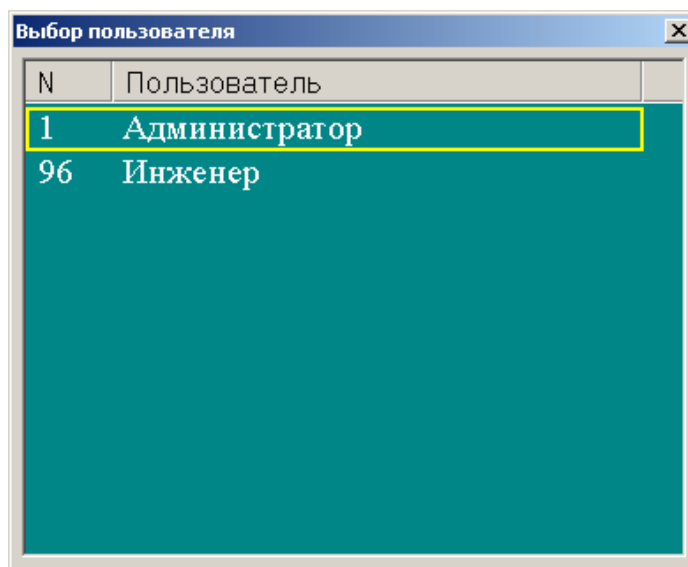 Выбор пользователя
N Пользователь
1 Администратор
96 Инженер